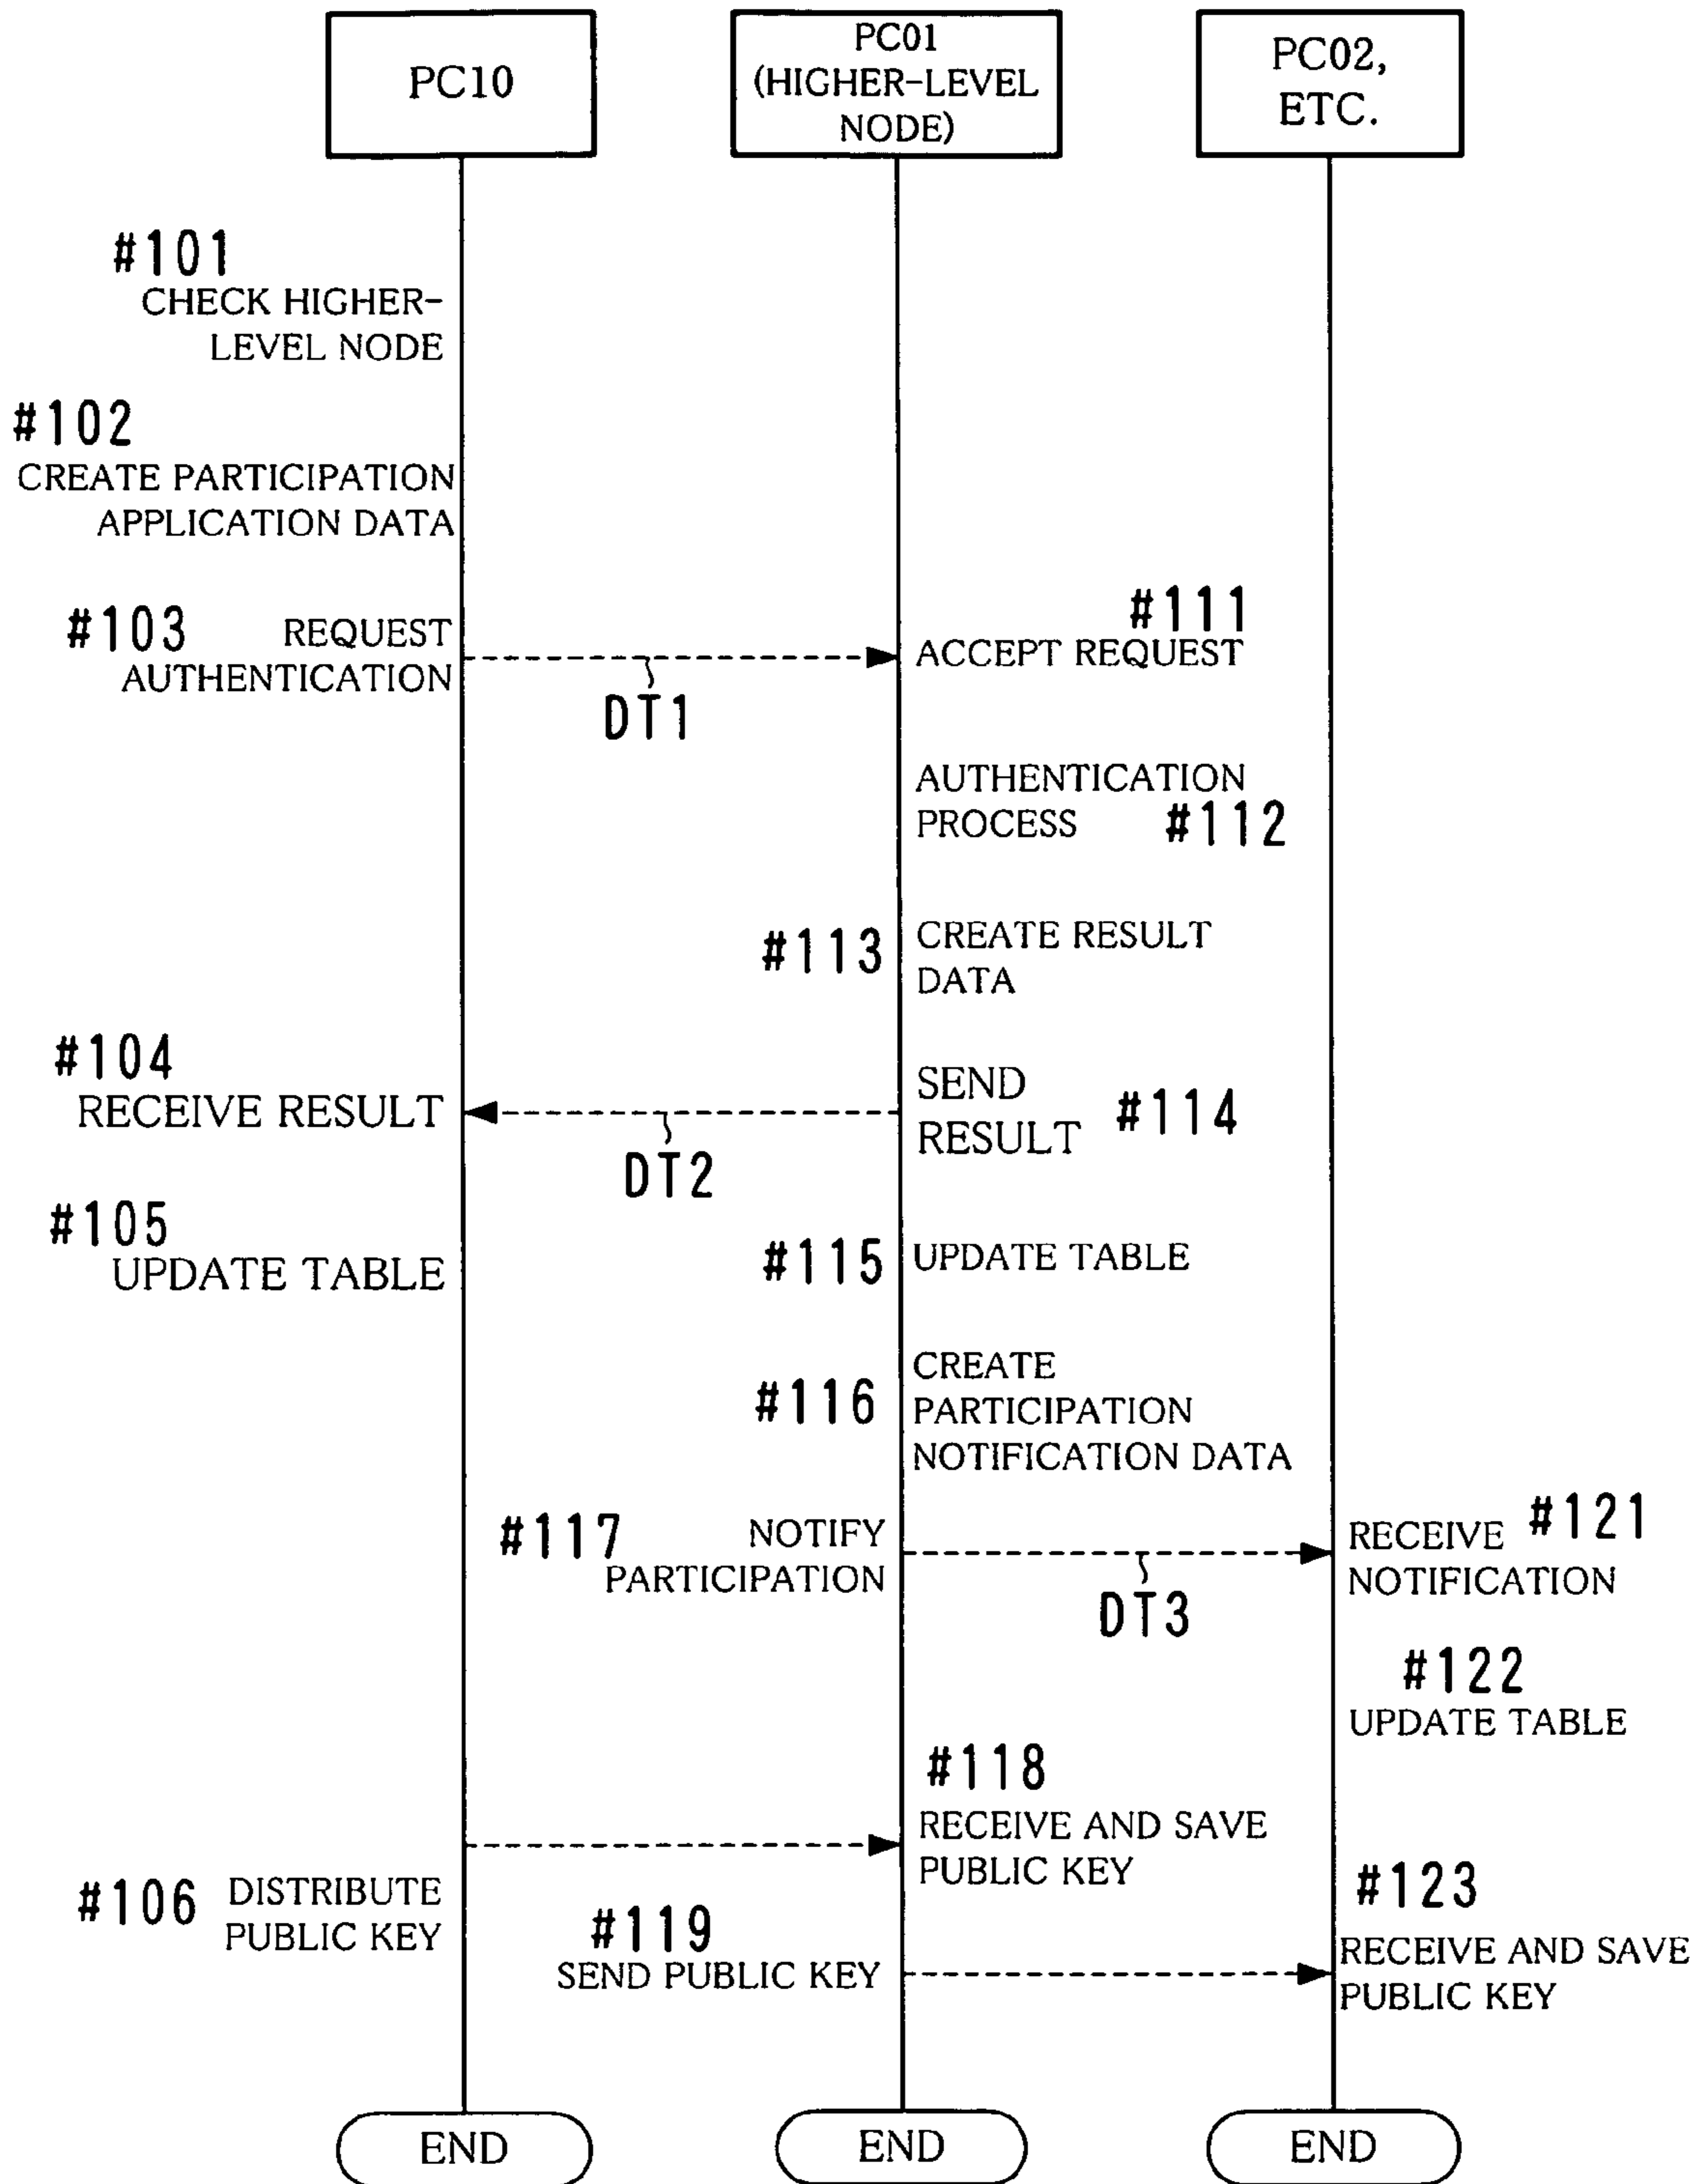 PC10
PC01
(HIGHER-LEVEL
NODE)
PC02,
ETC.
#101
CHECK HIGHER-
LEVEL NODE
#102
CREATE PARTICIPATION
APPLICATION DATA
#103 REQUEST
AUTHENTICATION
DT1
#111
ACCEPT REQUEST
AUTHENTICATION
PROCESS #112
#113 CREATE RESULT
DATA
#104
RECEIVE RESULT
DT2
SEND
RESULT #114
#105
UPDATE TABLE
#115 UPDATE TABLE
#116 CREATE
PARTICIPATION
NOTIFICATION DATA
#117 NOTIFY
PARTICIPATION
DT3
RECEIVE #121
NOTIFICATION
#122
UPDATE TABLE
#118
RECEIVE AND SAVE
PUBLIC KEY
#106 DISTRIBUTE
PUBLIC KEY
#119
SEND PUBLIC KEY
#123
RECEIVE AND SAVE
PUBLIC KEY
END
END
END